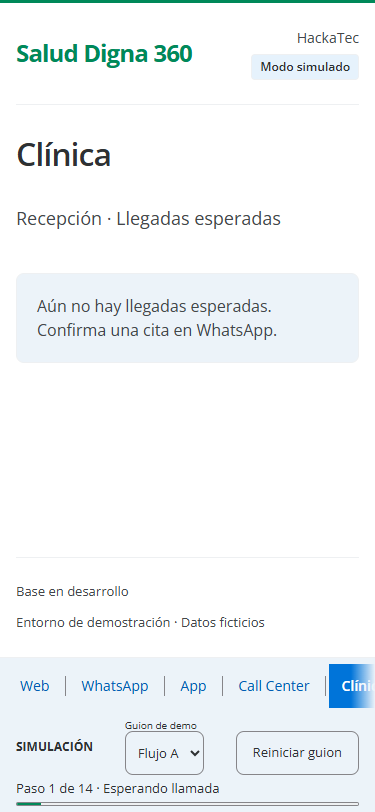 Salud Digna 360
HackaTec
Modo simulado
Clínica
Recepción · Llegadas esperadas
Aún no hay llegadas esperadas.
Confirma una cita en WhatsApp.
Base en desarrollo
Entorno de demostración · Datos ficticios
Web
WhatsApp
App
Call Center
Clíni
Guion de demo
SIMULACIÓN
Flujo A
Reiniciar guion
Paso 1 de 14 · Esperando llamada